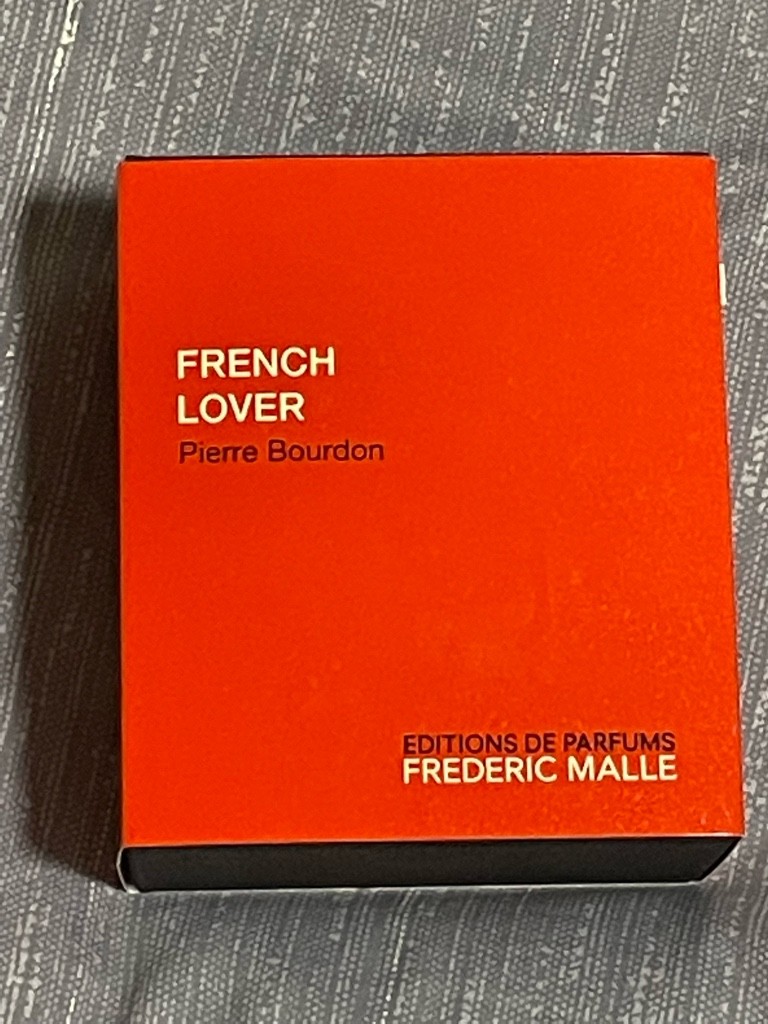 FRENCH
LOVER
Pierre Bourdon
EDITIONS DE PARFUMS
FREDERIC MALLE